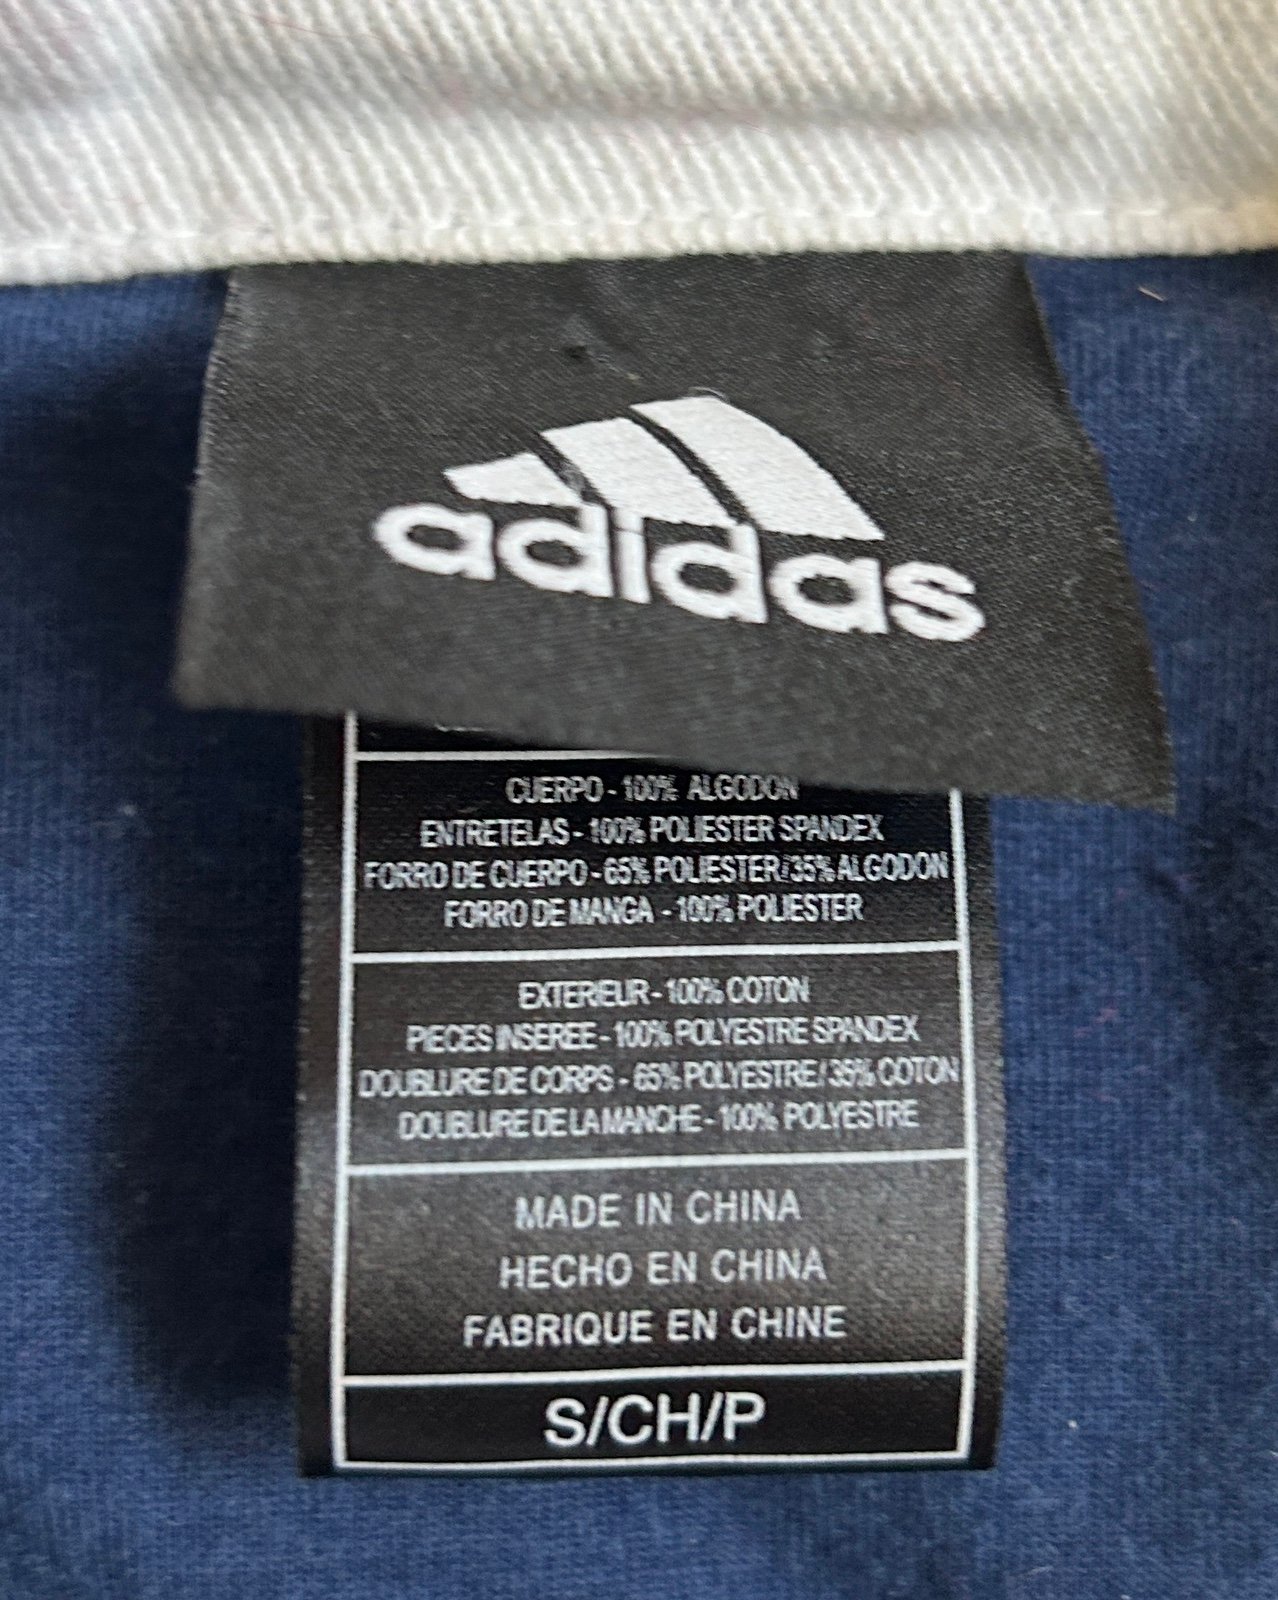 adidas
CUERPO - 100% ALGODON
ENTRETELAS - 100% POLIESTER SPANDEX
FORRO DE CUERPO - 65% POLIESTER/35% ALGODON
FORRO DE MANGA - 100% POLIESTER
EXTERIEUR - 100% COTON
PIECES INSEREE - 100% POLYESTRE SPANDEX
DOUBLURE DE CORPS - 65% POLYESTRE/35% COTON
DOUBLURE DE LA MANCHE - 100% POLYESTRE
MADE IN CHINA
HECHO EN CHINA
FABRIQUE EN CHINE
S/CH/P